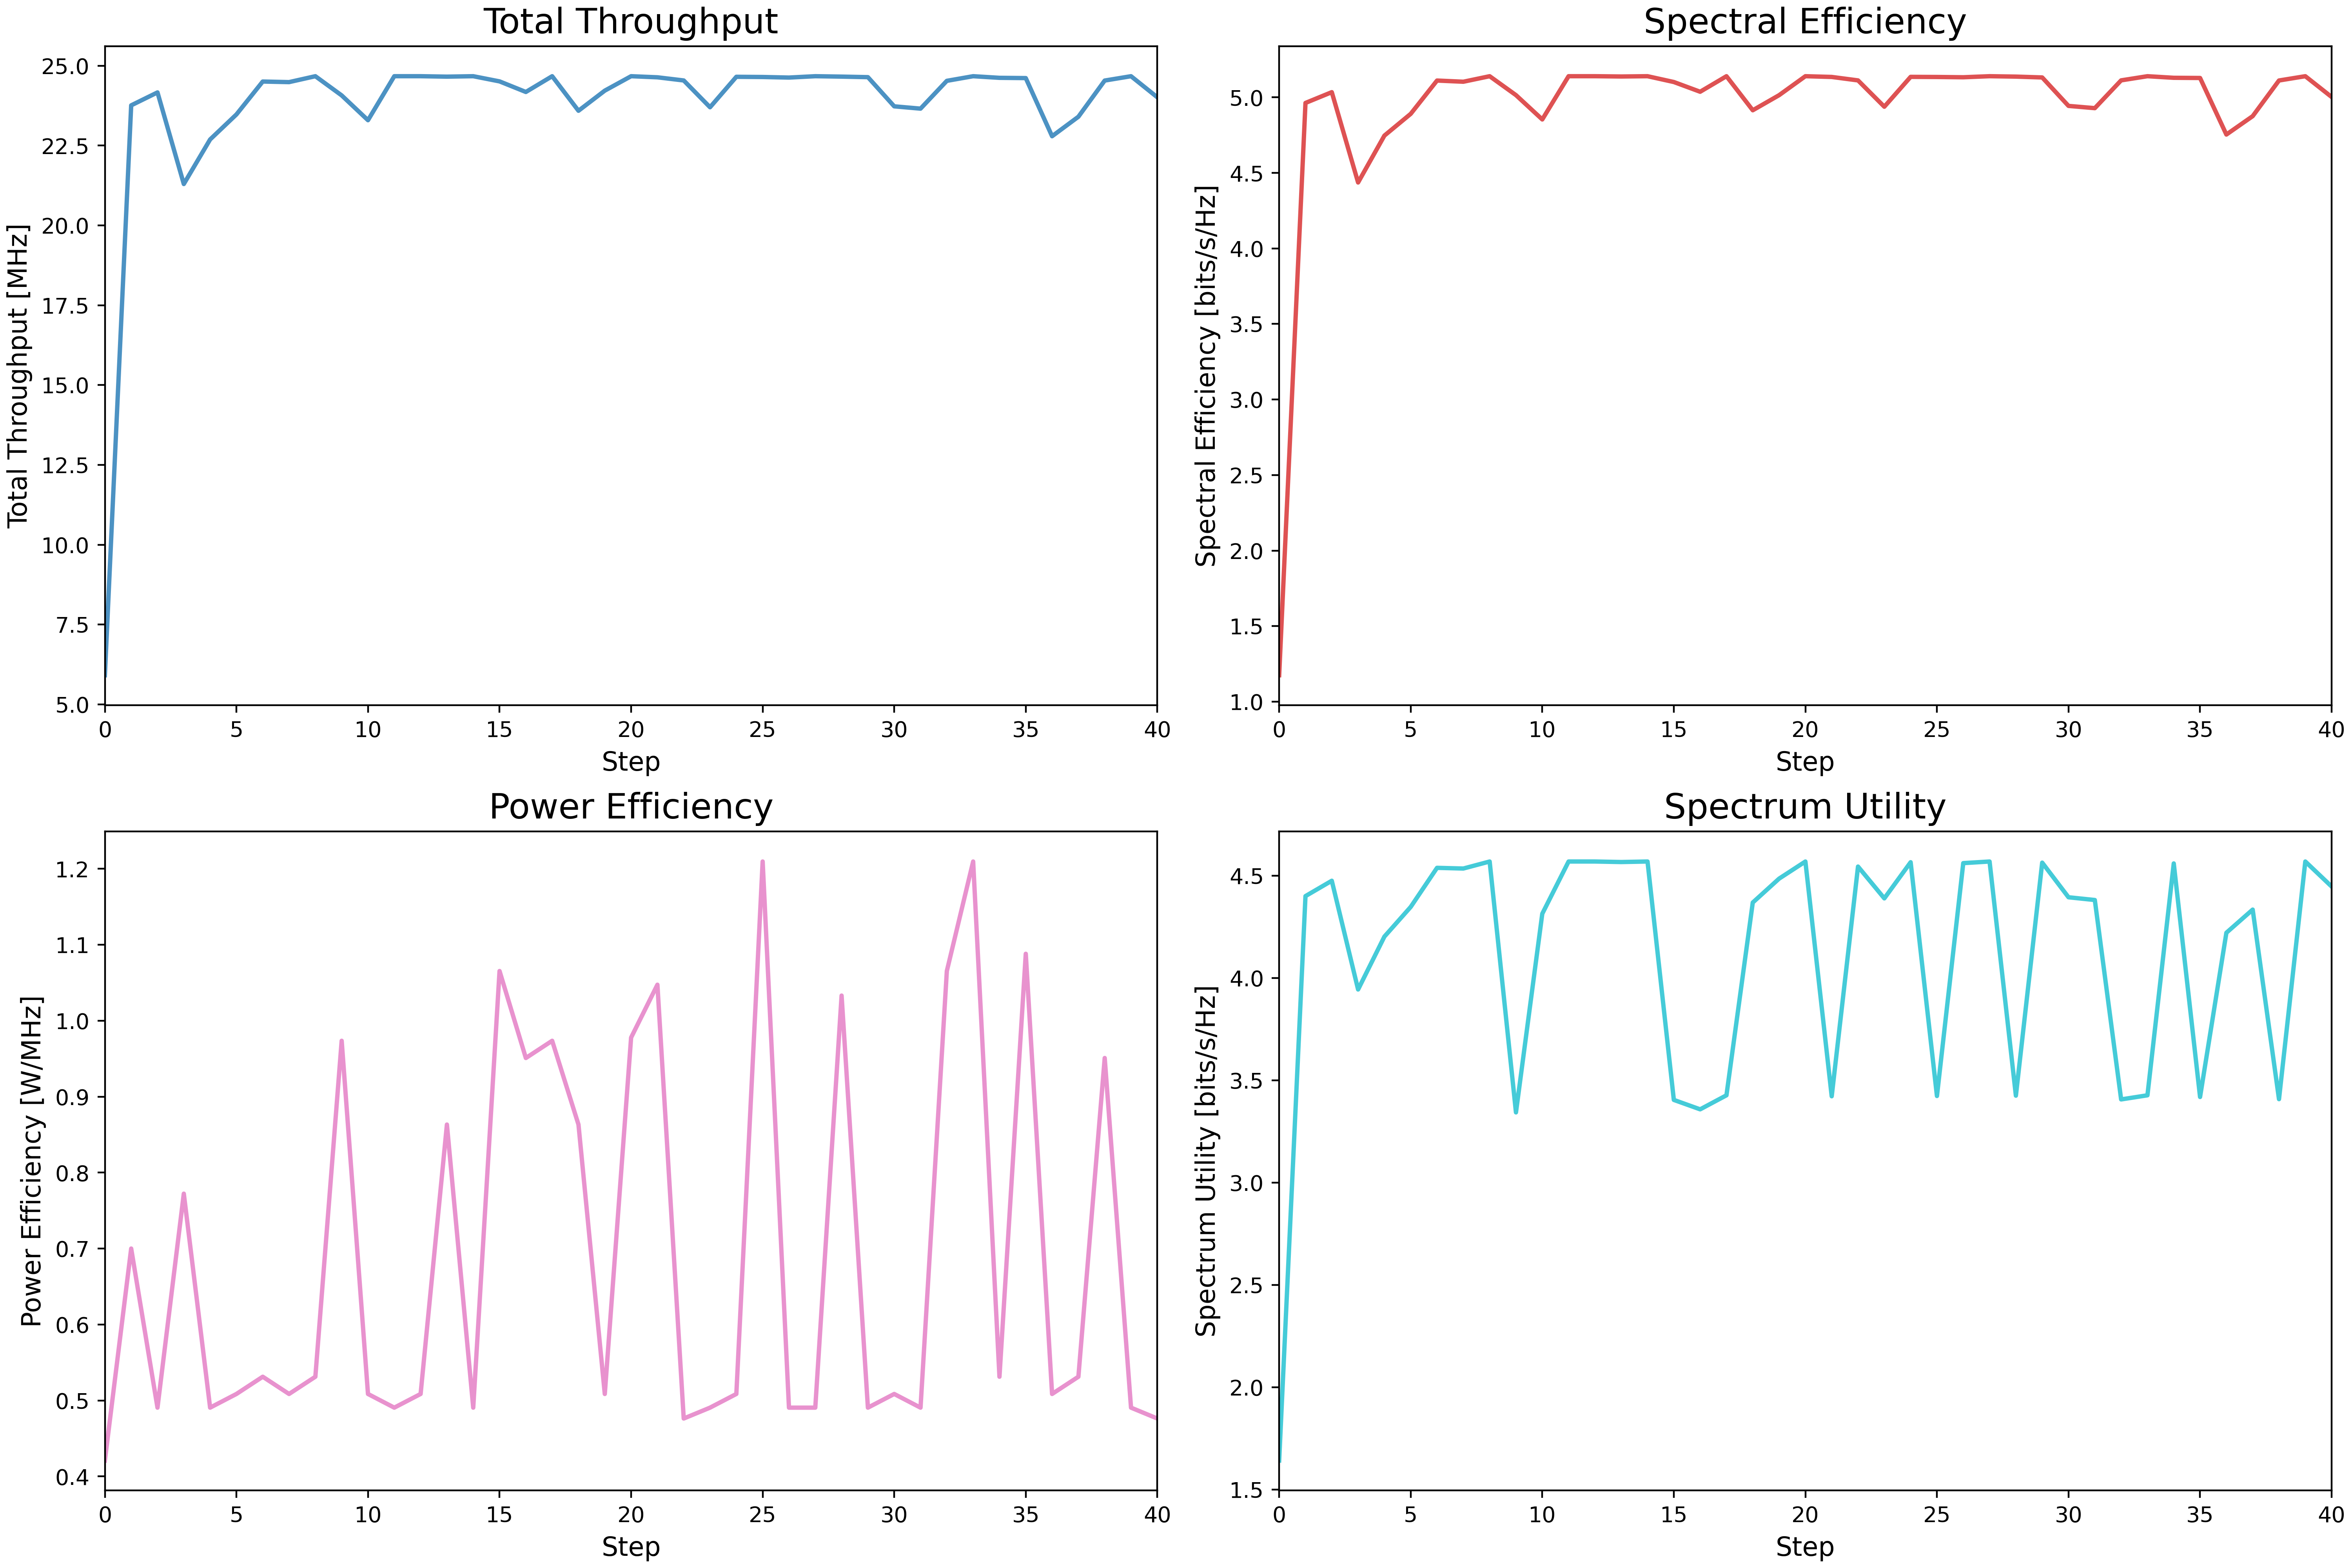 Total Throughput
Total Throughput [MHz]
25.0
22.5
20.0
17.5
15.0
12.5
10.0
7.5
5.0
0 5 10 15 20 25 30 35 40
Step
Spectral Efficiency
Spectral Efficiency [bits/s/Hz]
5.0
4.5
4.0
3.5
3.0
2.5
2.0
1.5
1.0
0 5 10 15 20 25 30 35 40
Step
Power Efficiency
Power Efficiency [W/MHz]
1.2
1.1
1.0
0.9
0.8
0.7
0.6
0.5
0.4
0 5 10 15 20 25 30 35 40
Step
Spectrum Utility
Spectrum Utility [bits/s/Hz]
4.5
4.0
3.5
3.0
2.5
2.0
1.5
0 5 10 15 20 25 30 35 40
Step